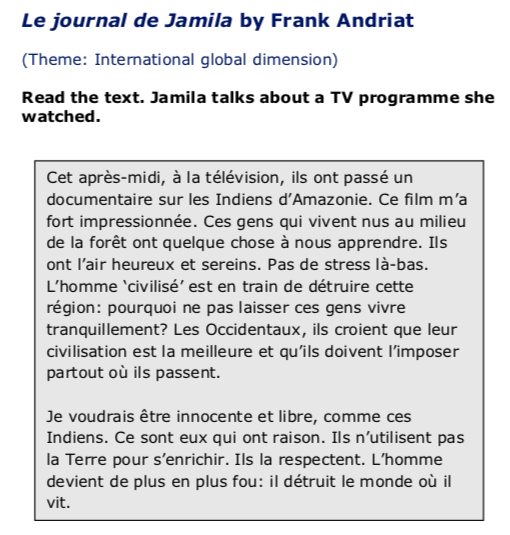 Le journal de Jamila by Frank Andriat
(Theme: International global dimension)
Read the text. Jamila talks about a TV programme she
watched.
Cet après-midi, à la télévision, ils ont passé un
documentaire sur les Indiens d’Amazonie. Ce film m’a
fort impressionnée. Ces gens qui vivent nus au milieu
de la forêt ont quelque chose à nous apprendre. Ils
ont l’air heureux et sereins. Pas de stress là-bas.
L’homme ‘civilisé’ est en train de détruire cette
région: pourquoi ne pas laisser ces gens vivre
tranquillement? Les Occidentaux, ils croient que leur
civilisation est la meilleure et qu’ils doivent l’imposer
partout où ils passent.
Je voudrais être innocente et libre, comme ces
Indiens. Ce sont eux qui ont raison. Ils n’utilisent pas
la Terre pour s’enrichir. Ils la respectent. L’homme
devient de plus en plus fou: il détruit le monde où il
vit.